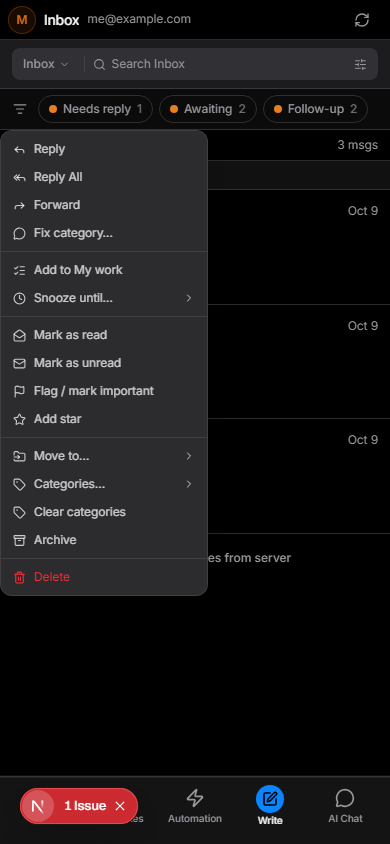 M Inbox me@example.com
Inbox Search Inbox
Needs reply 1 Awaiting 2 Follow-up 2
3 msgs
Reply
Reply All
Oct 9
Forward
Fix category...
Add to My work
Snooze until...
Oct 9
Mark as read
Mark as unread
Flag / mark important
Add star
Oct 9
Move to...
Categories...
Clear categories
Archive
es from server
Delete
N 1 Issue es Automation Write AI Chat